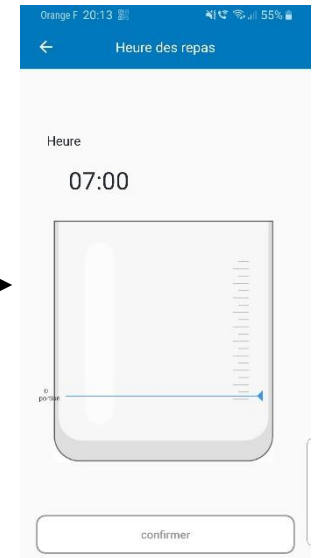 Orange F 20:13 55%
Heure des repas
Heure
07:00
0
portion
confirmer